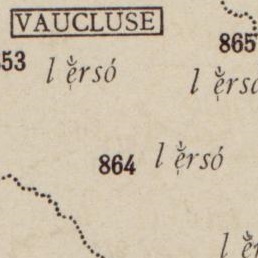 VAUCLUSE
865
53 l ẹ̌rsó
l ẹ̌rsó
864 l ẹ̌rsó
l ẹ̌r